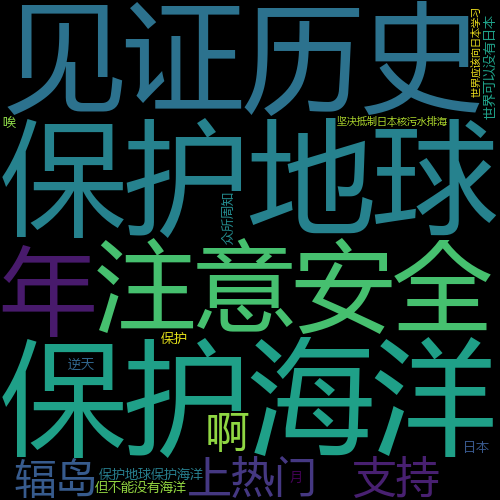 见证历史
世界应该向日本学习
世界可以没有日本
唉
坚决抵制日本核污水排海
保护地球
众所周知
年
注意安全
保护
逆天
保护海洋
啊
日本
辐岛
保护地球保护海洋
但不能没有海洋
上热门
月
支持